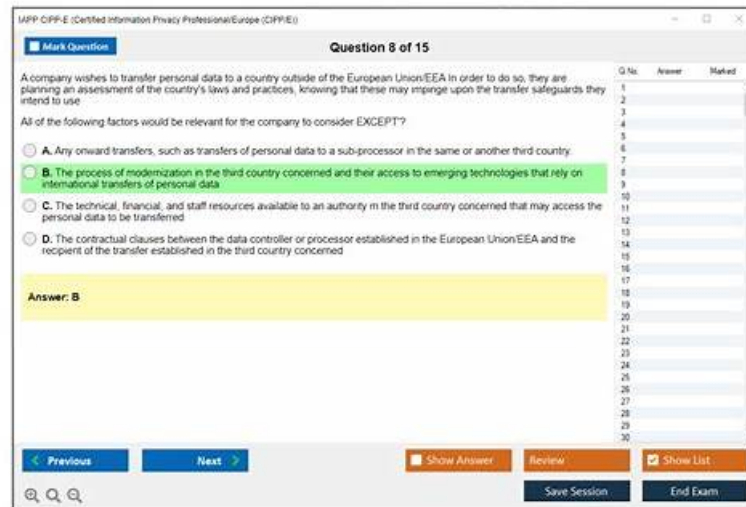 IAPP CIPP-E (Certified Information Privacy Professional/Europe (CIPP/E))
Mark Question
Question 8 of 15
Q.No. Answer Marked
A company wishes to transfer personal data to a country outside of the European Union/EEA In order to do so, they are
planning an assessment of the country's laws and practices, knowing that these may impinge upon the transfer safeguards they
intend to use
All of the following factors would be relevant for the company to consider EXCEPT'?
A. Any onward transfers, such as transfers of personal data to a sub-processor in the same or another third country.
B. The process of modernization in the third country concerned and their access to emerging technologies that rely on
international transfers of personal data
C. The technical, financial, and staff resources available to an authority m the third country concerned that may access the
personal data to be transferred
D. The contractual clauses between the data controller or processor established in the European Union/EEA and the
recipient of the transfer established in the third country concerned
Answer: B
1
2
3
4
5
6
7
8
9
10
11
12
13
14
15
16
17
18
19
20
21
22
23
24
25
26
27
28
29
30
Previous
Next
Show Answer
Review
Show List
Save Session
End Exam